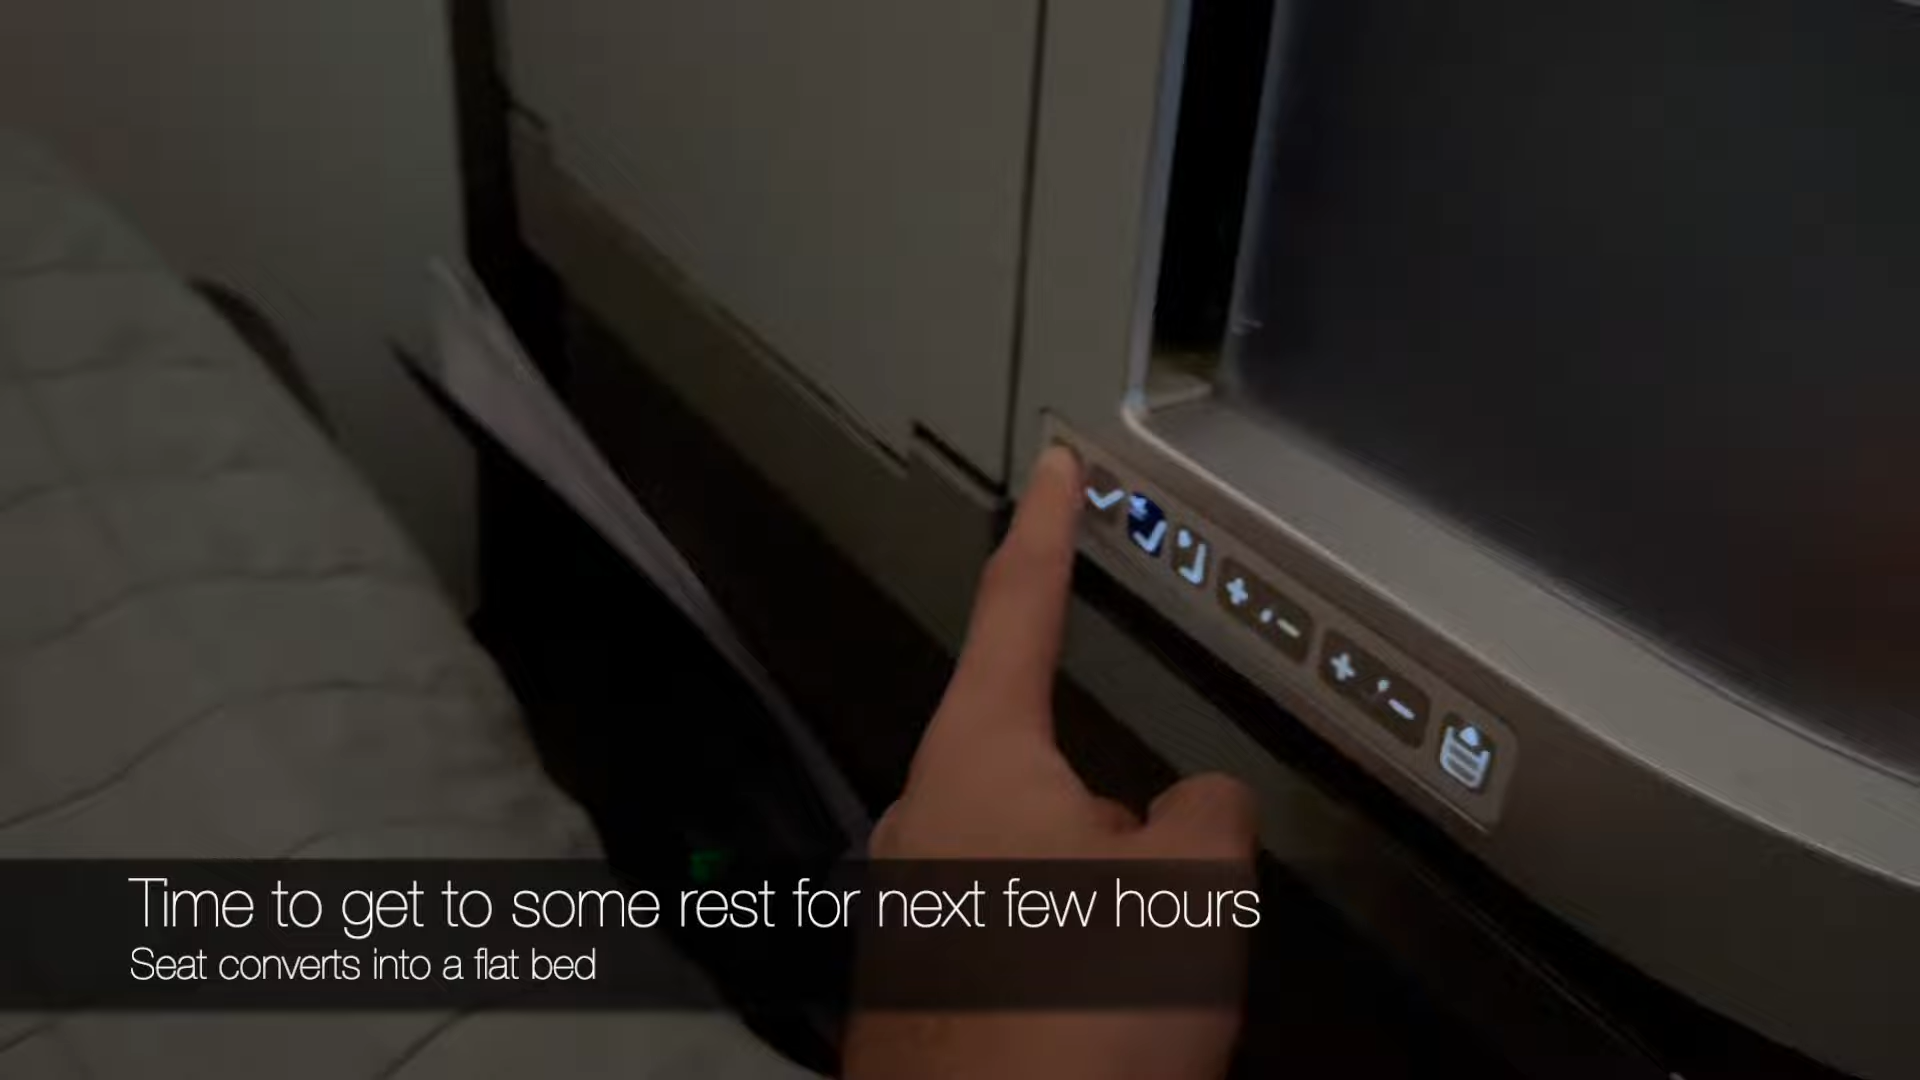 Time to get to some rest for next few hours
Seat converts into a flat bed